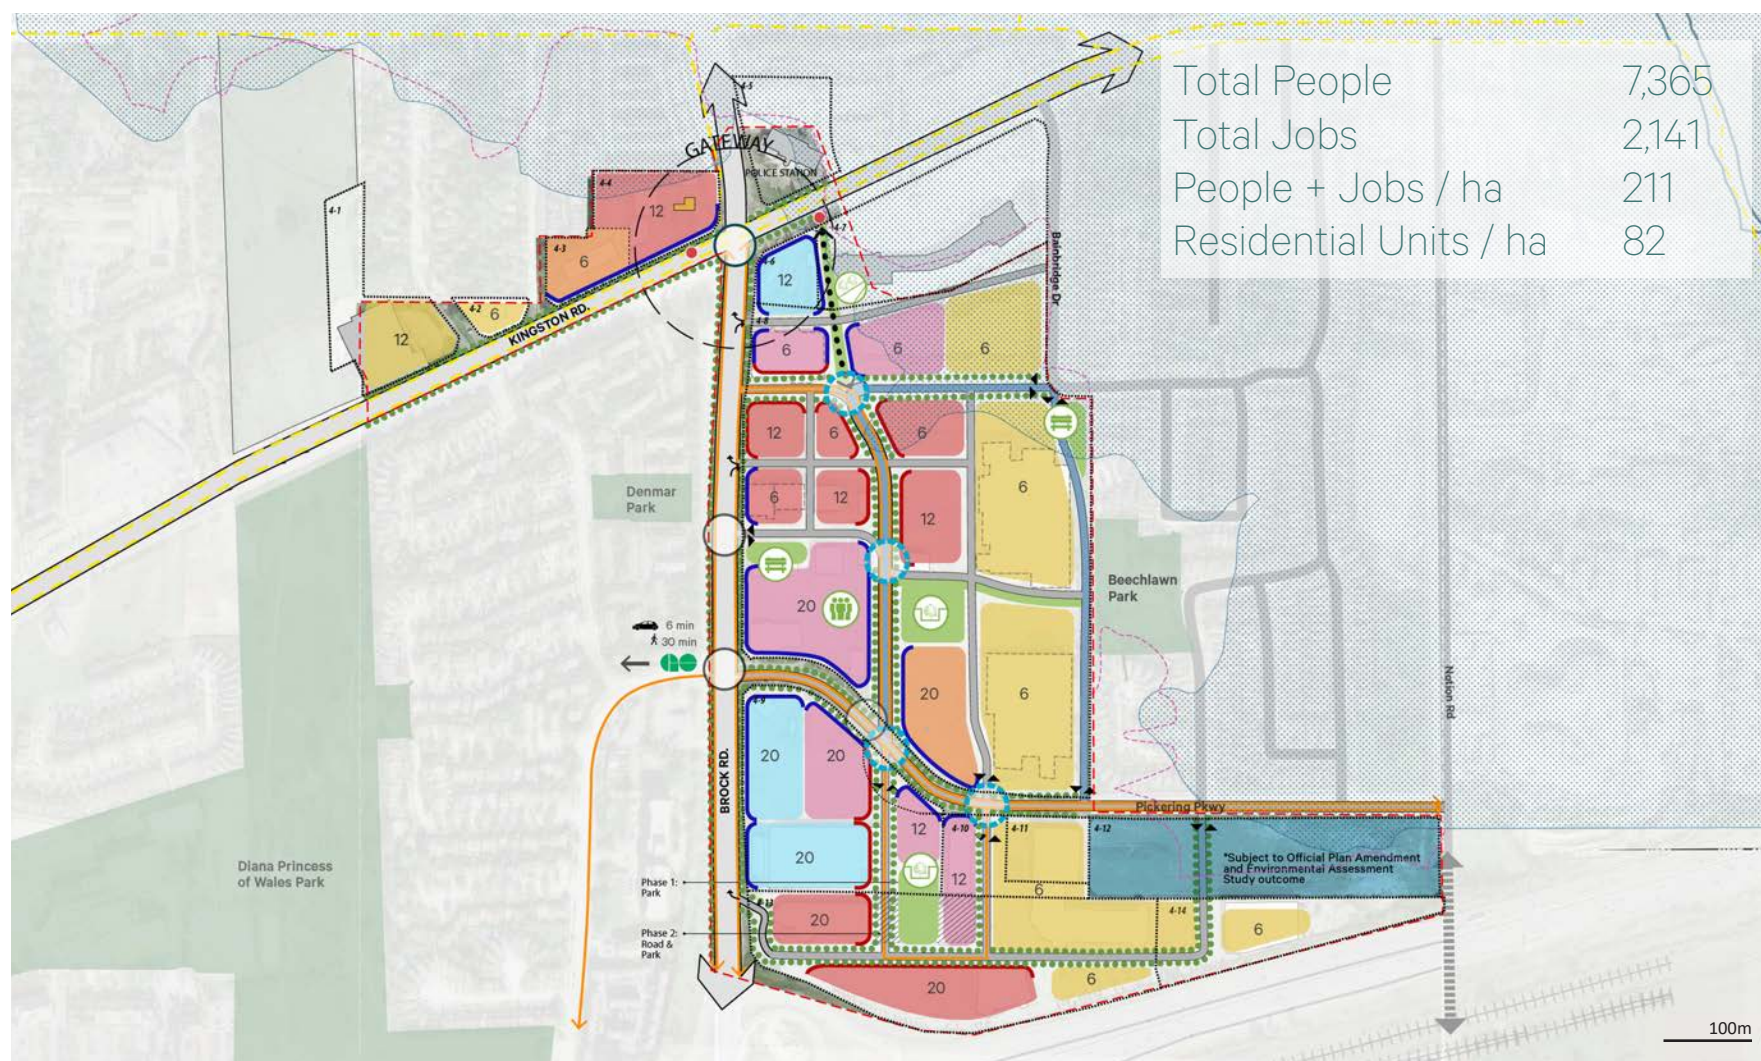 Total People 7,365
Total Jobs 2,141
People + Jobs / ha 211
Residential Units / ha 82
4-5
GATEWAY
POLICE STATION
4-4
12
4-1
4-3
6
4-7
4-6
12
Bainbridge Dr
4-2
6
12
KINGSTON RD.
4-8
6
6
6
12
6
6
Denmar
Park
6
12
12
6
Beechlawn
Park
20
6 min
30 min
20
6
Notion Rd
4-9
20
20
BROCK RD.
Pickering Pkwy
12
4-10
4-11
4-12
20
*Subject to Official Plan Amendment
and Environmental Assessment
Study outcome
Diana Princess
of Wales Park
Phase 1:
Park
12
6
4-13
20
4-14
6
Phase 2:
Road &
Park
20
6
100m